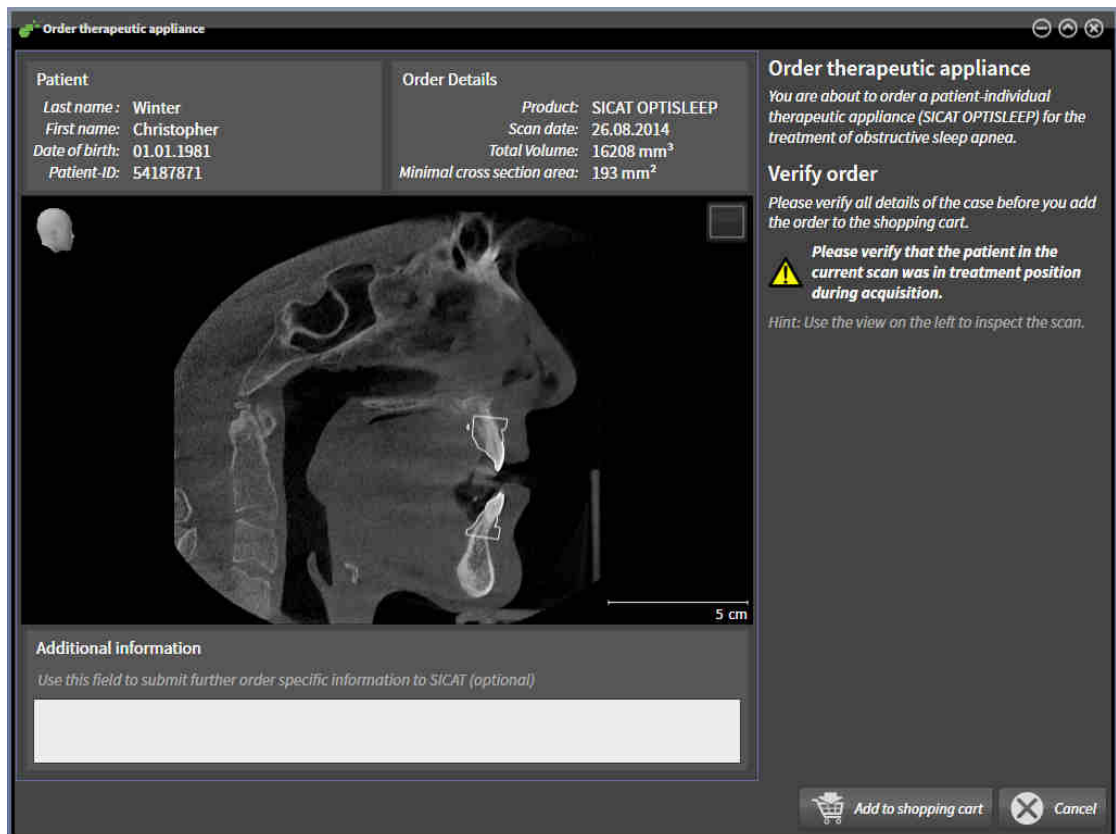 Order therapeutic appliance
Patient
Last name : Winter
First name: Christopher
Date of birth: 01.01.1981
Patient-ID: 54187871
Order Details
Product: SICAT OPTISLEEP
Scan date: 26.08.2014
Total Volume: 16208 mm³
Minimal cross section area: 193 mm²
5 cm
Additional information
Use this field to submit further order specific information to SICAT (optional)
Order therapeutic appliance
You are about to order a patient-individual
therapeutic appliance (SICAT OPTISLEEP) for the
treatment of obstructive sleep apnea.
Verify order
Please verify all details of the case before you add
the order to the shopping cart.
Please verify that the patient in the
current scan was in treatment position
during acquisition.
Hint: Use the view on the left to inspect the scan.
Add to shopping cart
Cancel